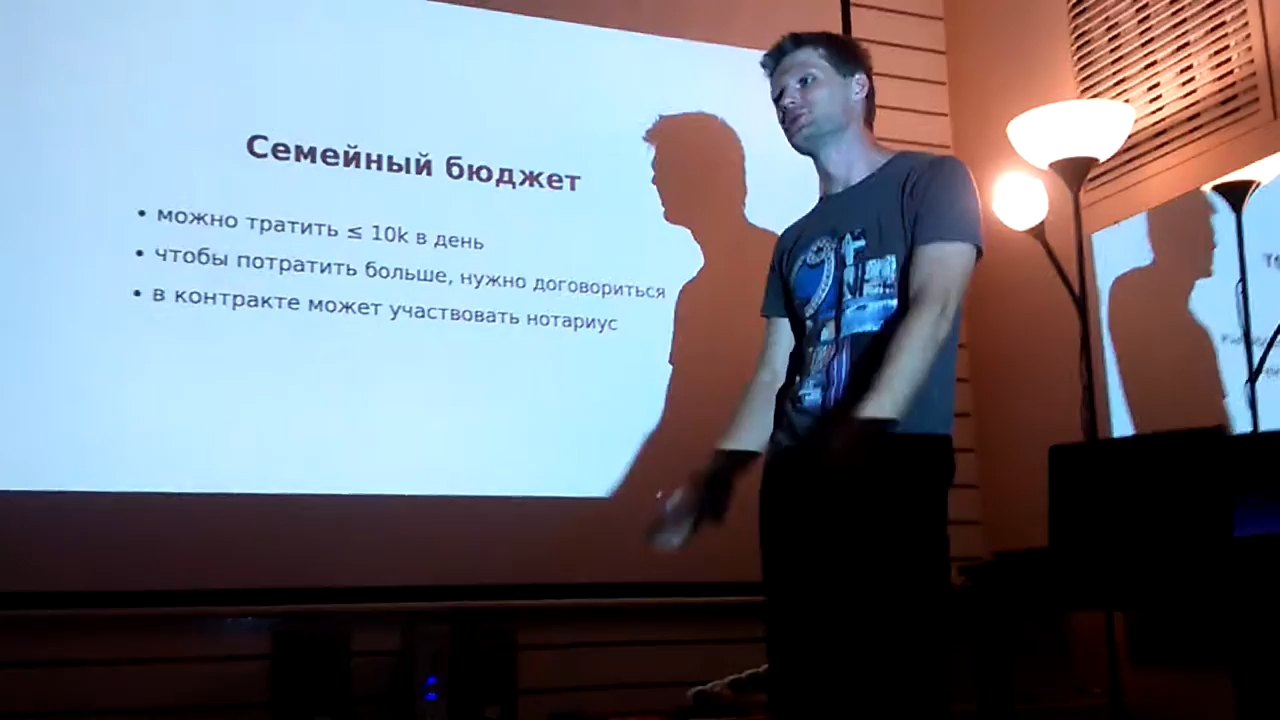 Семейный бюджет
• можно тратить ≤ 10k в день
• чтобы потратить больше, нужно договориться
• в контракте может участвовать нотариус